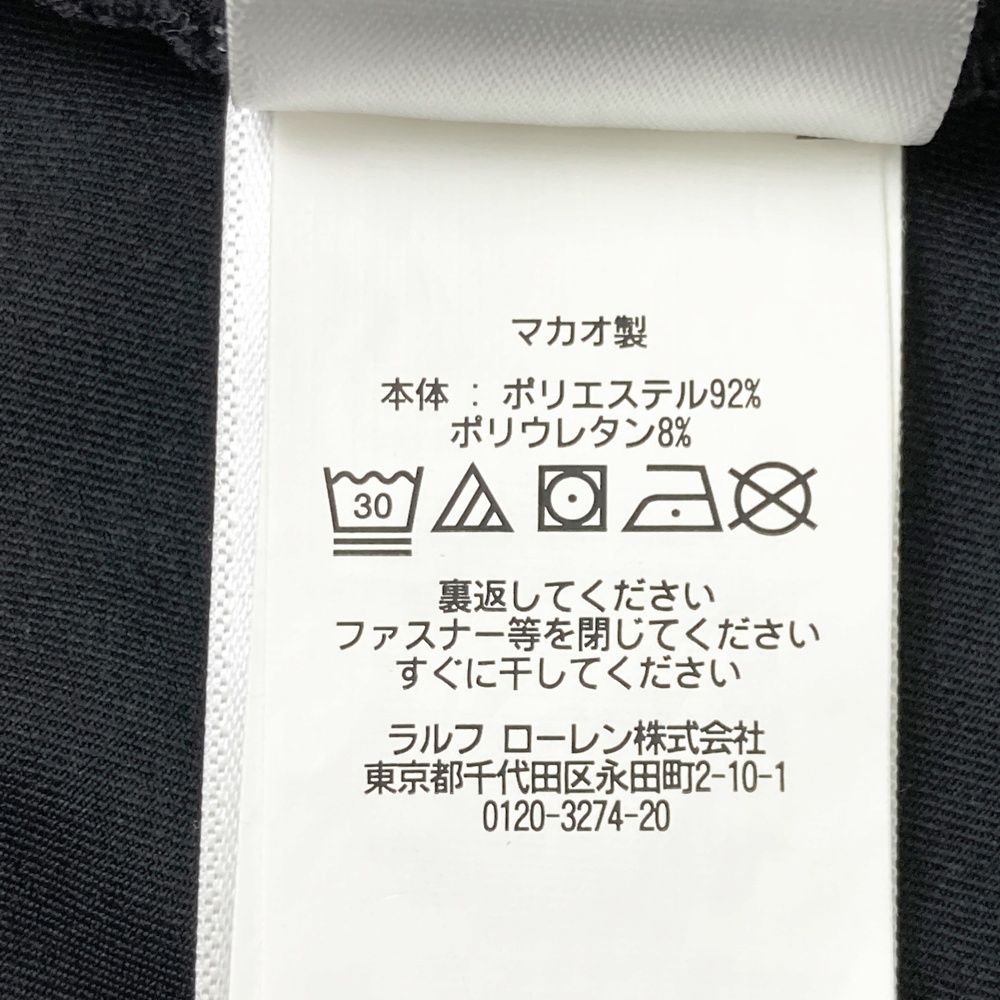 マカオ製
本体 : ポリエステル92%
ポリウレタン8%
30
裏返してください
ファスナー等を閉じてください
すぐに干してください
ラルフ ローレン株式会社
東京都千代田区永田町2-10-1
0120-3274-20